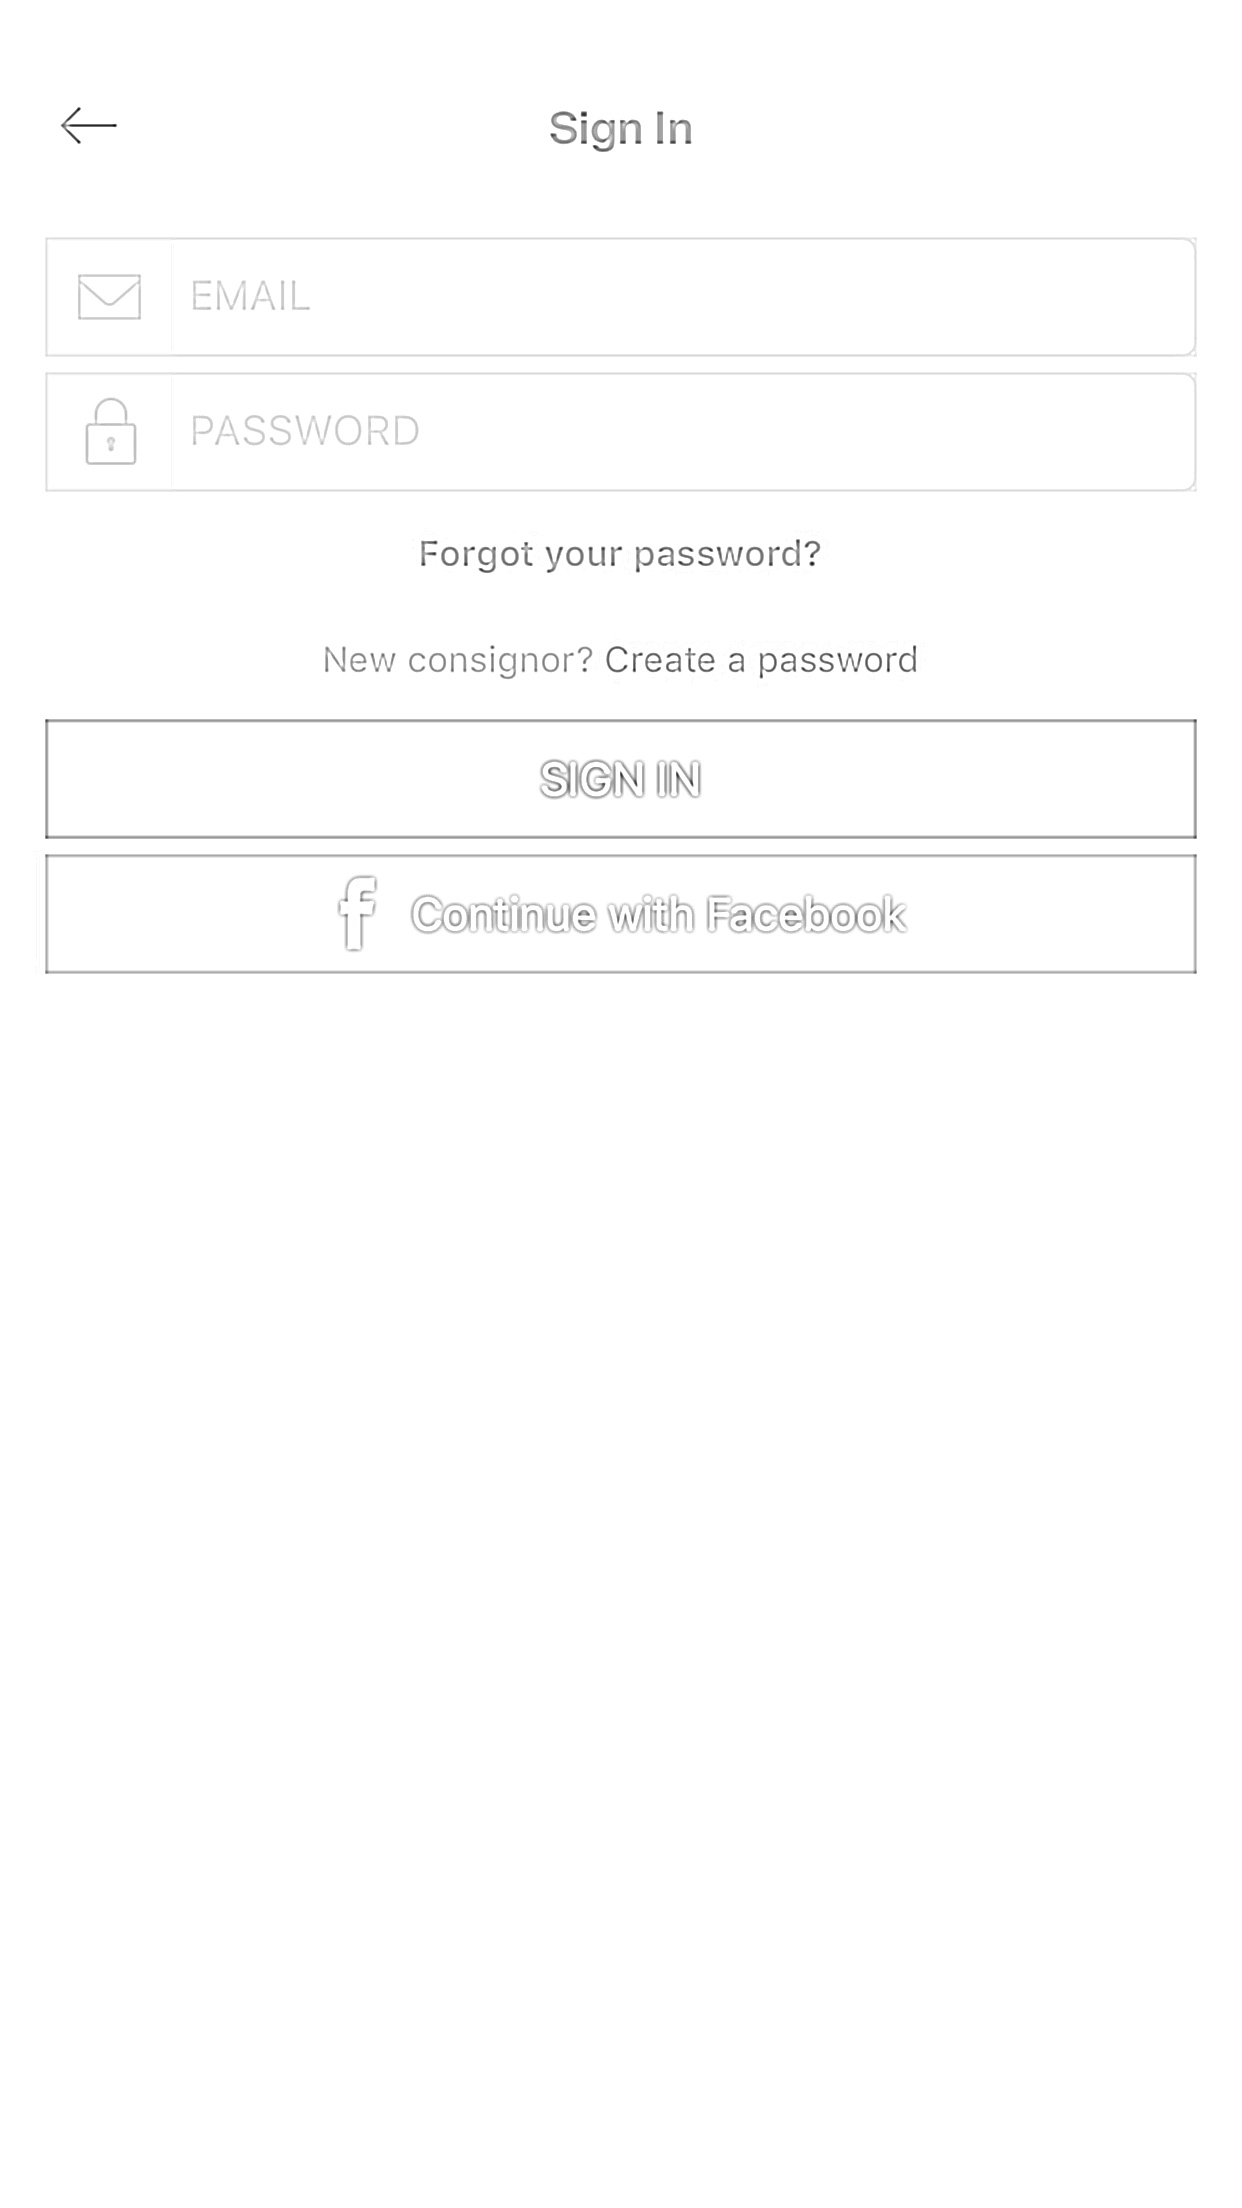 Sign In
EMAIL
PASSWORD
Forgot your password?
New consignor? Create a password
SIGN IN
f Continue with Facebook